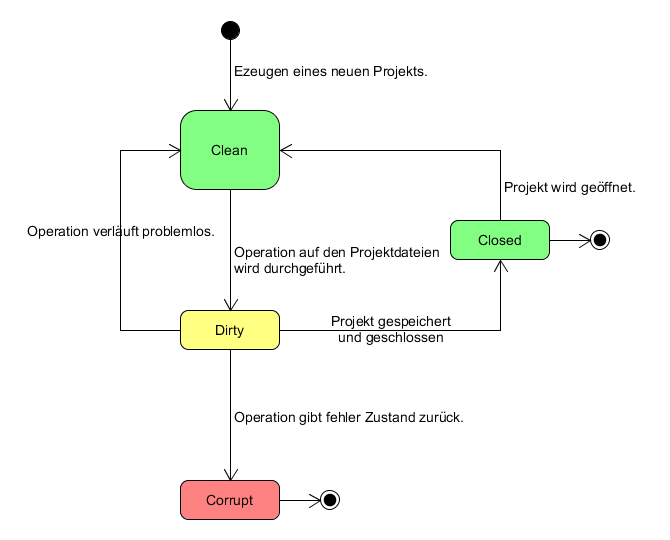 Ezeugen eines neuen Projekts.
Clean
Projekt wird geöffnet.
Operation verläuft problemlos.
Closed
Operation auf den Projektdateien
wird durchgeführt.
Dirty
Projekt gespeichert
und geschlossen
Operation gibt fehler Zustand zurück.
Corrupt